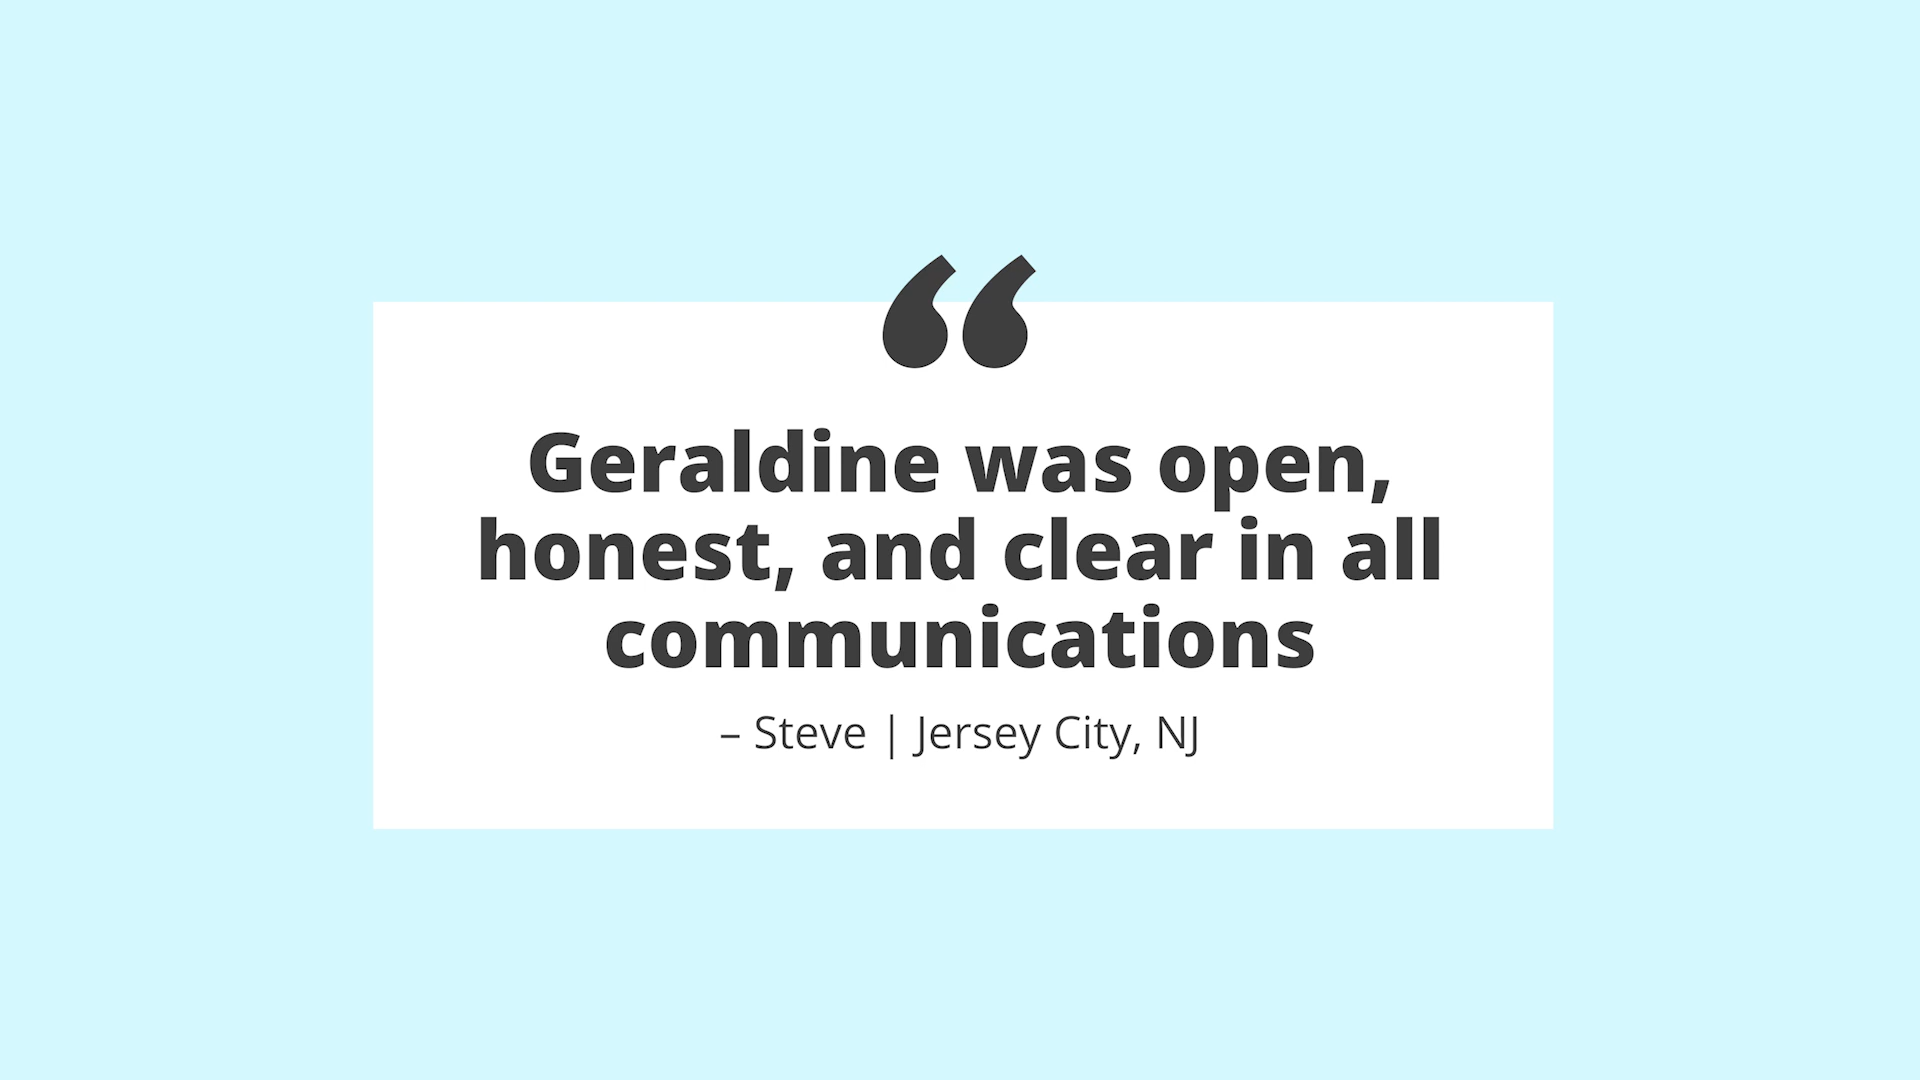 “
Geraldine was open,
honest, and clear in all
communications
– Steve | Jersey City, NJ